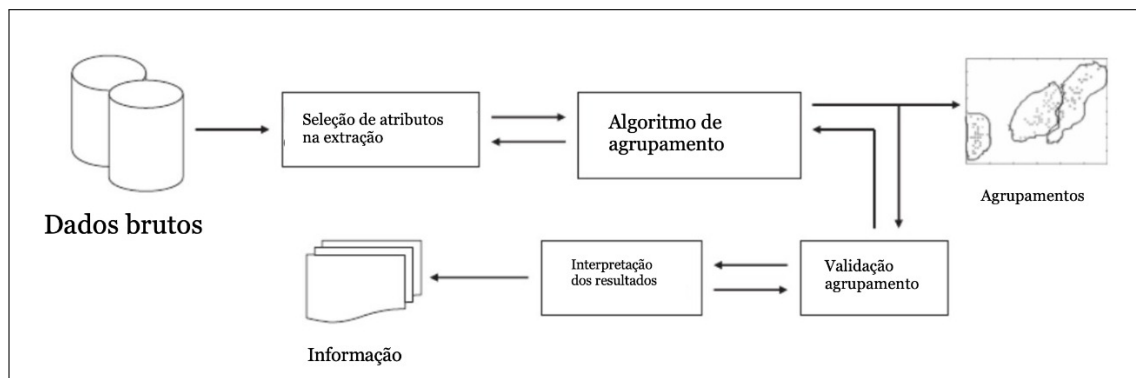 Dados brutos
Seleção de atributos
na extração
Algoritmo de
agrupamento
Agrupamentos
Validação
agrupamento
Interpretação
dos resultados
Informação